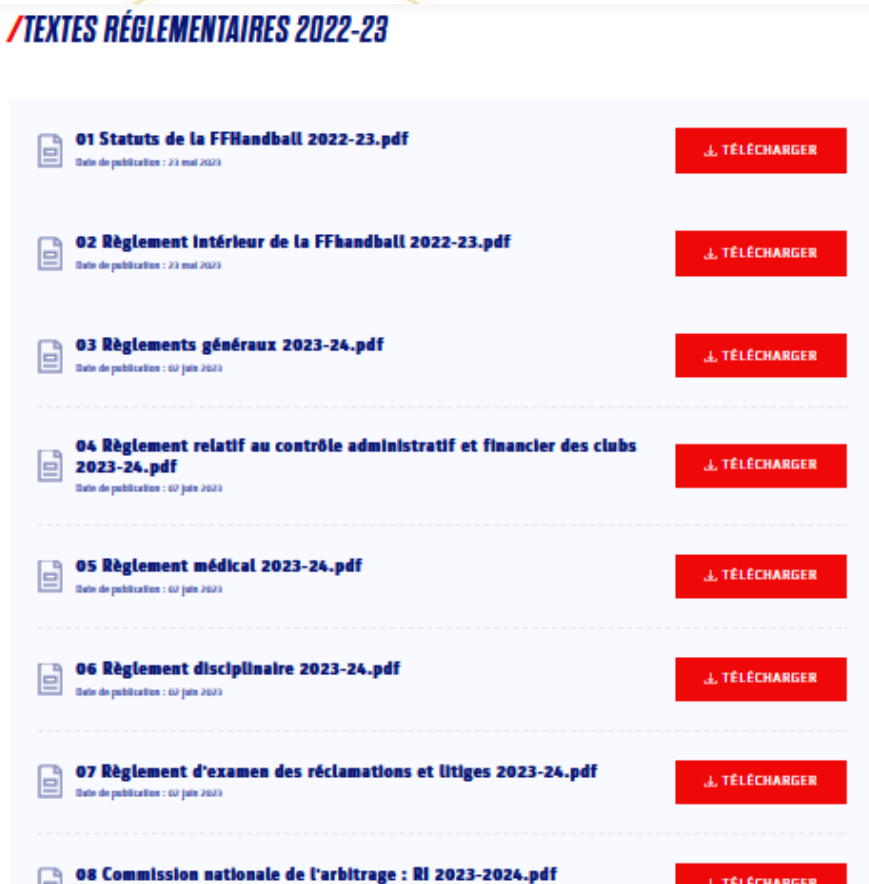 /TEXTES RÉGLEMENTAIRES 2022-23
01 Statuts de la FFHandball 2022-23.pdf
Date de publication : 23 mai 2023
TÉLÉCHARGER
02 Règlement intérieur de la FFhandball 2022-23.pdf
Date de publication : 23 mai 2023
TÉLÉCHARGER
03 Règlements généraux 2023-24.pdf
Date de publication : 02 juin 2023
TÉLÉCHARGER
04 Règlement relatif au contrôle administratif et financier des clubs
2023-24.pdf
Date de publication : 02 juin 2023
TÉLÉCHARGER
05 Règlement médical 2023-24.pdf
Date de publication : 02 juin 2023
TÉLÉCHARGER
06 Règlement disciplinaire 2023-24.pdf
Date de publication : 02 juin 2023
TÉLÉCHARGER
07 Règlement d'examen des réclamations et litiges 2023-24.pdf
Date de publication : 02 juin 2023
TÉLÉCHARGER
08 Commission nationale de l'arbitrage : RI 2023-2024.pdf
TÉLÉCHARGER